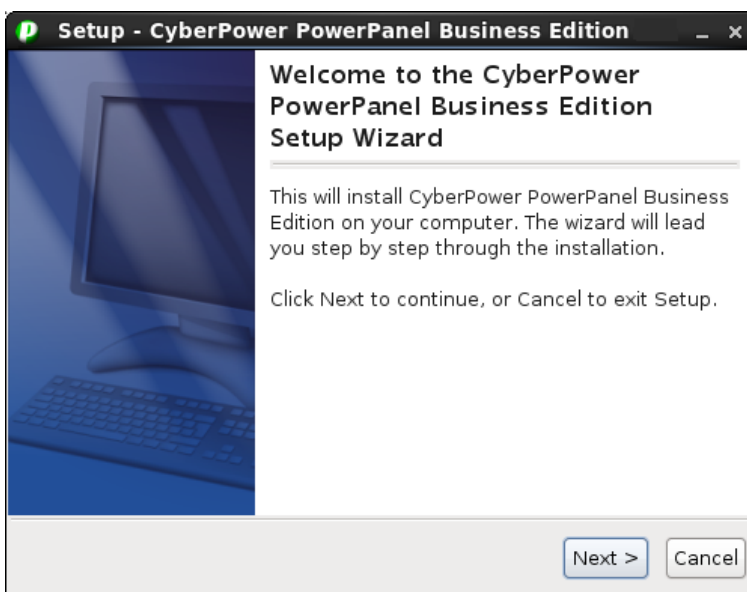 Setup - CyberPower PowerPanel Business Edition
Welcome to the CyberPower
PowerPanel Business Edition
Setup Wizard
This will install CyberPower PowerPanel Business
Edition on your computer. The wizard will lead
you step by step through the installation.
Click Next to continue, or Cancel to exit Setup.
Next >
Cancel